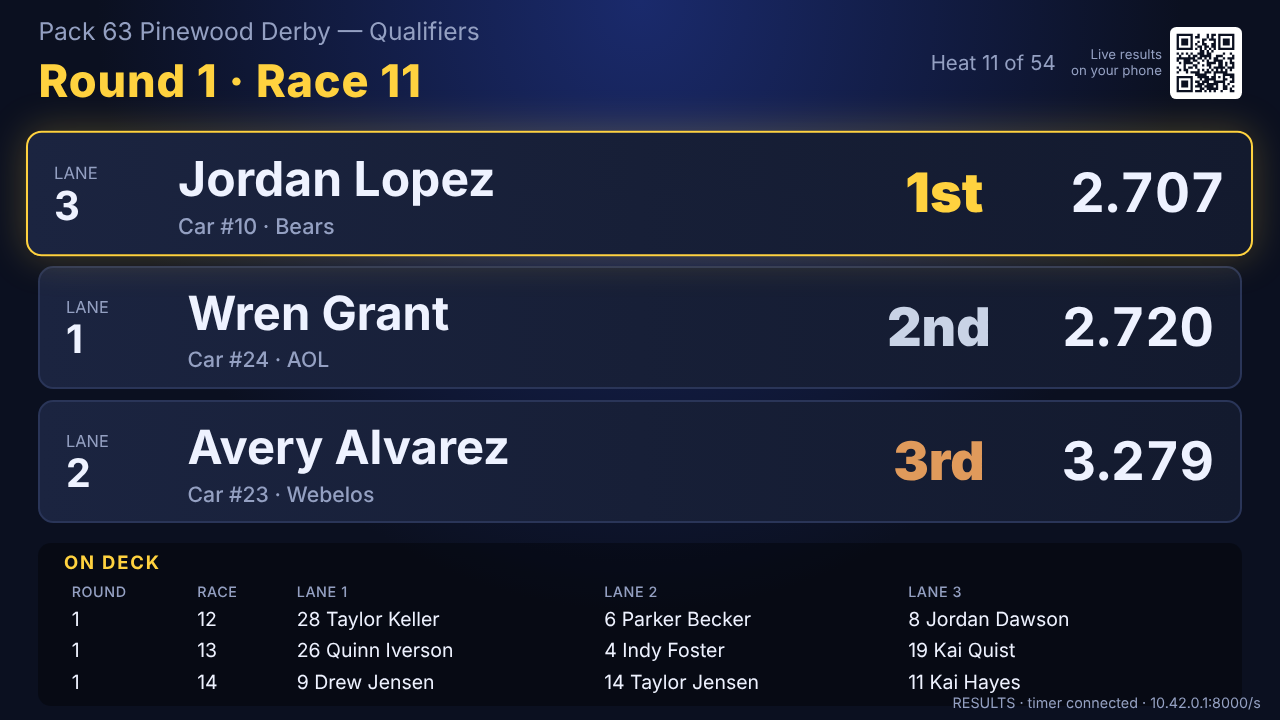 Pack 63 Pinewood Derby — Qualifiers
Round 1 · Race 11
Heat 11 of 54
Live results
on your phone
LANE
3
Jordan Lopez
Car #10 · Bears
1st
2.707
LANE
1
Wren Grant
Car #24 · AOL
2nd
2.720
LANE
2
Avery Alvarez
Car #23 · Webelos
3rd
3.279
ON DECK
ROUND RACE LANE 1 LANE 2 LANE 3
1 12 28 Taylor Keller 6 Parker Becker 8 Jordan Dawson
1 13 26 Quinn Iverson 4 Indy Foster 19 Kai Quist
1 14 9 Drew Jensen 14 Taylor Jensen 11 Kai Hayes
RESULTS · timer connected · 10.42.0.1:8000/s